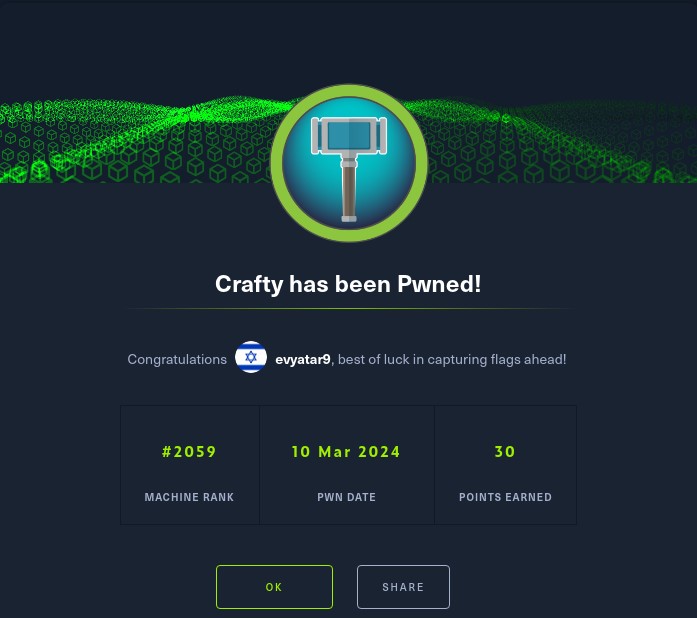 Crafty has been Pwned!
Congratulations evyatar9, best of luck in capturing flags ahead!
#2059 10 Mar 2024 30
MACHINE RANK PWN DATE POINTS EARNED
OK SHARE